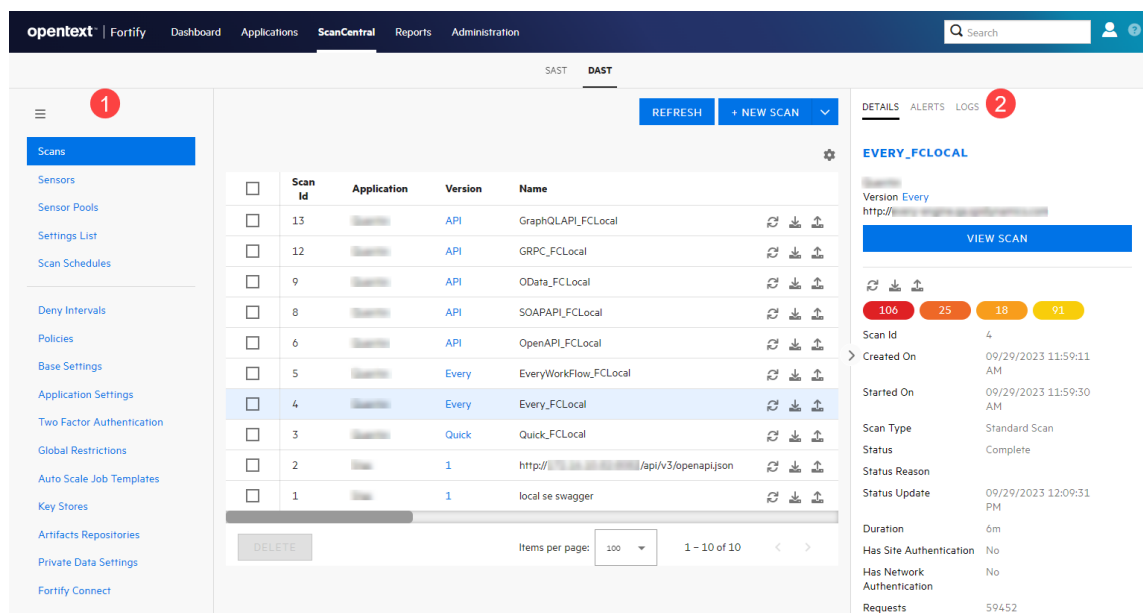 opentext™ | Fortify Dashboard Applications ScanCentral Reports Administration Search
SAST DAST
1
Scans
Sensors
Sensor Pools
Settings List
Scan Schedules
Deny Intervals
Policies
Base Settings
Application Settings
Two Factor Authentication
Global Restrictions
Auto Scale Job Templates
Key Stores
Artifacts Repositories
Private Data Settings
Fortify Connect
REFRESH + NEW SCAN
Scan Id Application Version Name
13 API GraphQLAPI_FCLocal
12 API GRPC_FCLocal
9 API OData_FCLocal
8 API SOAPAPI_FCLocal
6 API OpenAPI_FCLocal
5 Every EveryWorkFlow_FCLocal
4 Every Every_FCLocal
3 Quick Quick_FCLocal
2 1 http:// /api/v3/openapi.json
1 1 local se swagger
DELETE Items per page: 100 1 – 10 of 10
DETAILS ALERTS LOGS 2
EVERY_FCLOCAL
Version Every
http://
VIEW SCAN
106 25 18 91
Scan Id 4
Created On 09/29/2023 11:59:11
AM
Started On 09/29/2023 11:59:30
AM
Scan Type Standard Scan
Status Complete
Status Reason
Status Update 09/29/2023 12:09:31
PM
Duration 6m
Has Site Authentication No
Has Network No
Authentication
Requests 59452